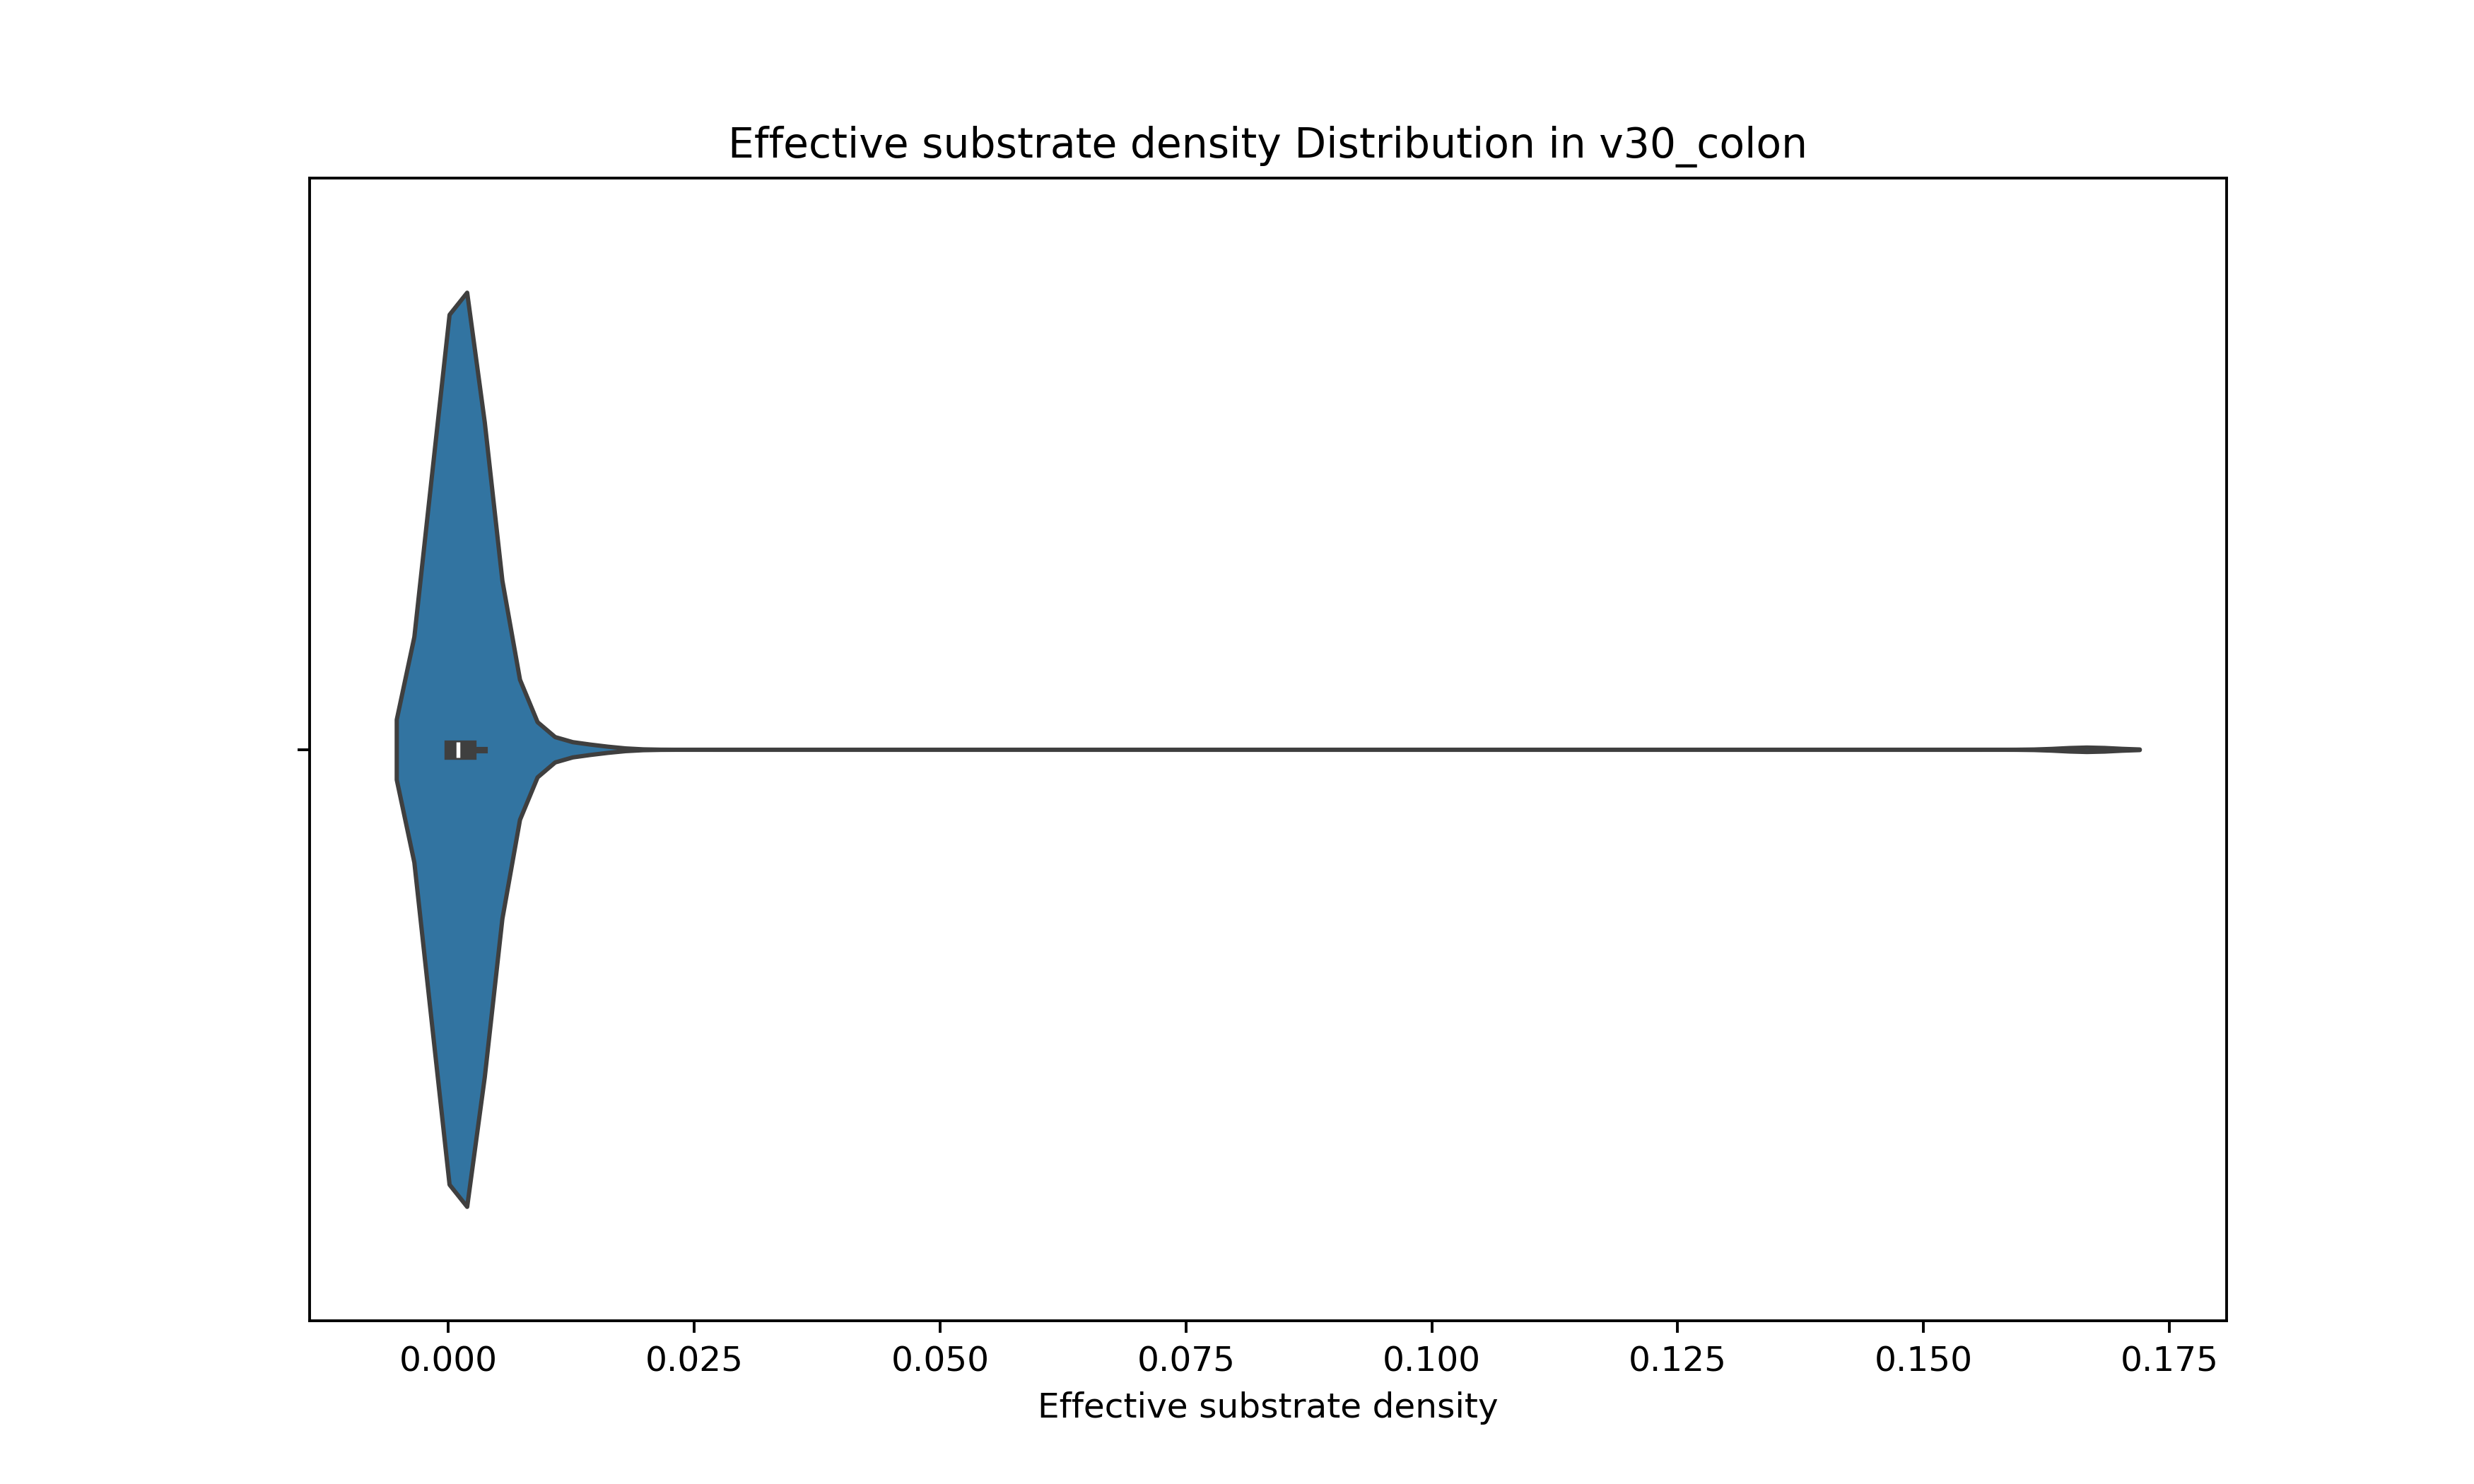 Effective substrate density Distribution in v30_colon
0.000 0.025 0.050 0.075 0.100 0.125 0.150 0.175
Effective substrate density